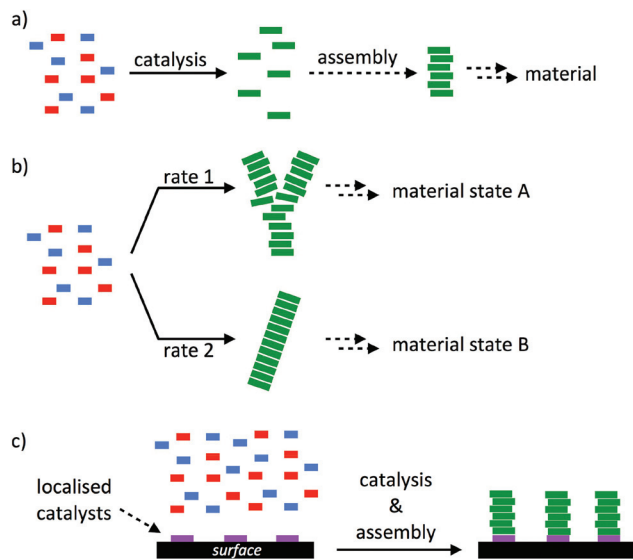 a)
catalysis
assembly
material
b)
rate 1
material state A
rate 2
material state B
c)
localised
catalysts
surface
catalysis
&
assembly